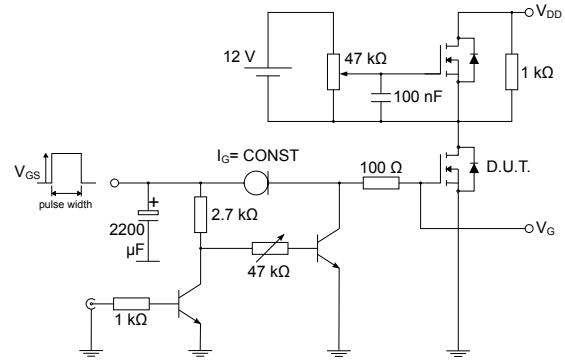 V_DD
12 V
47 kΩ
1 kΩ
100 nF
I_G= CONST
V_GS
pulse width
+
2200
μF
2.7 kΩ
100 Ω
D.U.T.
V_G
47 kΩ
1 kΩ